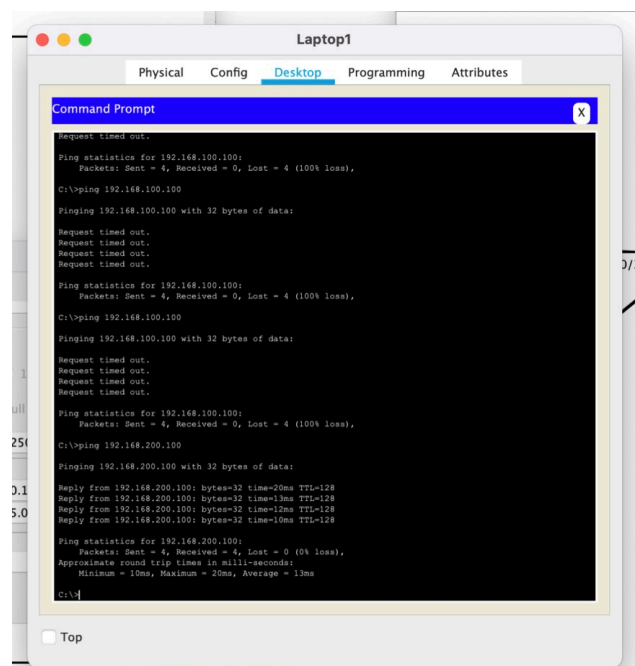 Laptop1
Physical Config Desktop Programming Attributes
Command Prompt
X
Request timed out.
Ping statistics for 192.168.100.100:
Packets: Sent = 4, Received = 0, Lost = 4 (100% loss),
C:\>ping 192.168.100.100
Pinging 192.168.100.100 with 32 bytes of data:
Request timed out.
Request timed out.
Request timed out.
Request timed out.
Ping statistics for 192.168.100.100:
Packets: Sent = 4, Received = 0, Lost = 4 (100% loss),
C:\>ping 192.168.100.100
Pinging 192.168.100.100 with 32 bytes of data:
Request timed out.
Request timed out.
Request timed out.
Request timed out.
Ping statistics for 192.168.100.100:
Packets: Sent = 4, Received = 0, Lost = 4 (100% loss),
C:\>ping 192.168.200.100
Pinging 192.168.200.100 with 32 bytes of data:
Reply from 192.168.200.100: bytes=32 time=20ms TTL=128
Reply from 192.168.200.100: bytes=32 time=13ms TTL=128
Reply from 192.168.200.100: bytes=32 time=12ms TTL=128
Reply from 192.168.200.100: bytes=32 time=10ms TTL=128
Ping statistics for 192.168.200.100:
Packets: Sent = 4, Received = 4, Lost = 0 (0% loss),
Approximate round trip times in milli-seconds:
Minimum = 10ms, Maximum = 20ms, Average = 13ms
C:\>
Top